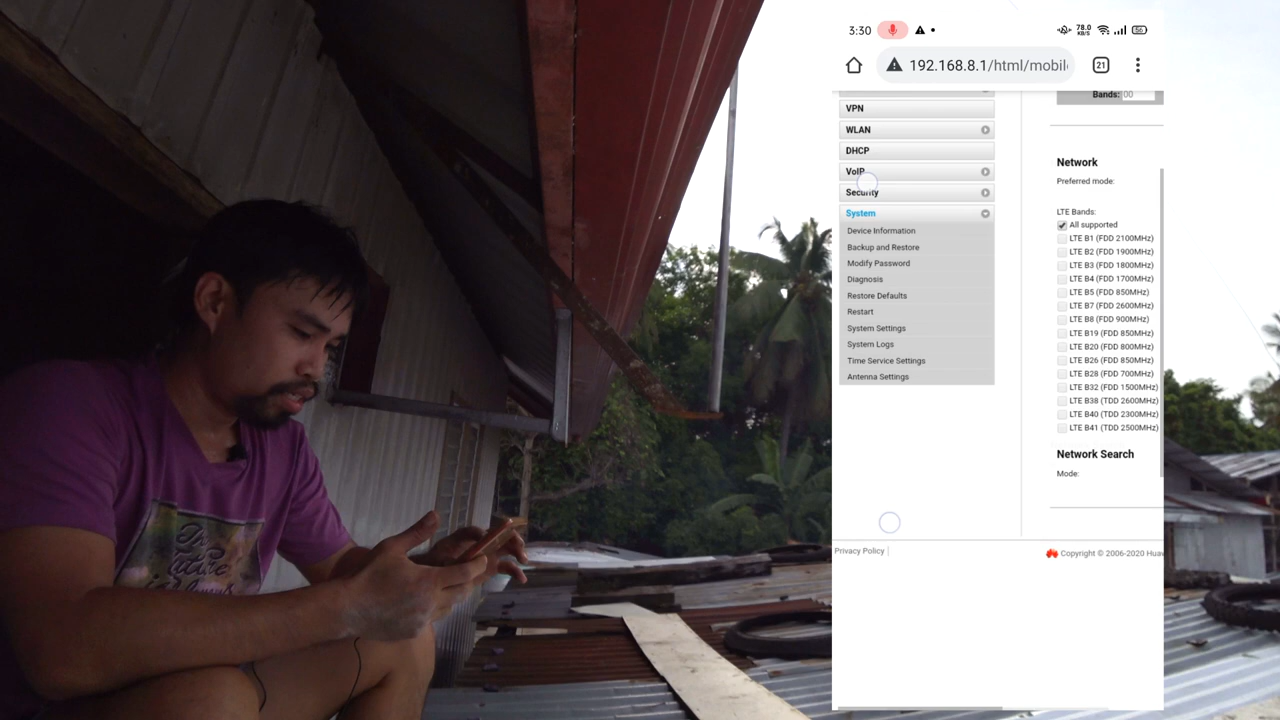 3:30
78.0
KB/S
56
192.168.8.1/html/mobil
21
Bands: 00
VPN
WLAN
DHCP
VoIP
Security
System
Device Information
Backup and Restore
Modify Password
Diagnosis
Restore Defaults
Restart
System Settings
System Logs
Time Service Settings
Antenna Settings
Network
Preferred mode:
LTE Bands:
All supported
LTE B1 (FDD 2100MHz)
LTE B2 (FDD 1900MHz)
LTE B3 (FDD 1800MHz)
LTE B4 (FDD 1700MHz)
LTE B5 (FDD 850MHz)
LTE B7 (FDD 2600MHz)
LTE B8 (FDD 900MHz)
LTE B19 (FDD 850MHz)
LTE B20 (FDD 800MHz)
LTE B26 (FDD 850MHz)
LTE B28 (FDD 700MHz)
LTE B32 (FDD 1500MHz)
LTE B38 (TDD 2600MHz)
LTE B40 (TDD 2300MHz)
LTE B41 (TDD 2500MHz)
Network Search
Mode:
Privacy Policy
Copyright © 2006-2020 Huaw